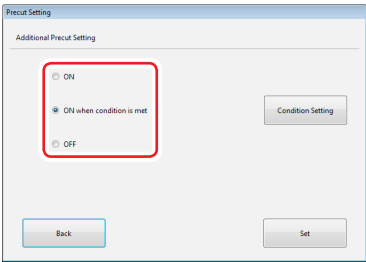 Precut Setting
Additional Precut Setting
ON
ON when condition is met
Condition Setting
OFF
Back
Set